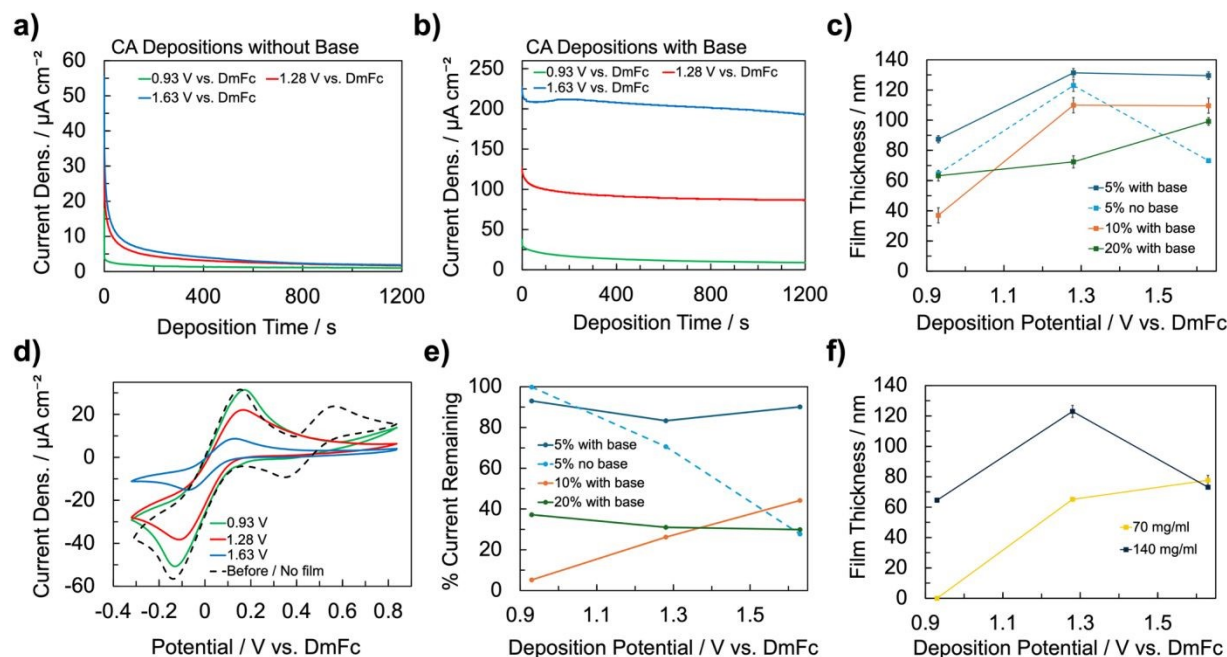 a)
CA Depositions without Base
0.93 V vs. DmFc
1.28 V vs. DmFc
1.63 V vs. DmFc
Current Dens. / µA cm⁻²
60
50
40
30
20
10
5
0
0
400
800
1200
Deposition Time / s
b)
CA Depositions with Base
0.93 V vs. DmFc
1.28 V vs. DmFc
1.63 V vs. DmFc
Current Dens. / µA cm⁻²
250
200
150
100
50
25
0
0
400
800
1200
Deposition Time / s
c)
Film Thickness / nm
140
120
100
80
60
40
20
0
5% with base
5% no base
10% with base
20% with base
0.9
1.1
1.3
1.5
Deposition Potential / V vs. DmFc
d)
Current Dens. / µA cm⁻²
20
0
-20
-40
-60
0.93 V
1.28 V
1.63 V
Before / No film
-0.4
-0.2
0
0.2
0.4
0.6
0.8
Potential / V vs. DmFc
e)
% Current Remaining
100
80
60
40
20
0
5% with base
5% no base
10% with base
20% with base
0.9
1.1
1.3
1.5
Deposition Potential / V vs. DmFc
f)
Film Thickness / nm
140
120
100
80
60
40
20
0
70 mg/ml
140 mg/ml
0.9
1.1
1.3
1.5
Deposition Potential / V vs. DmFc